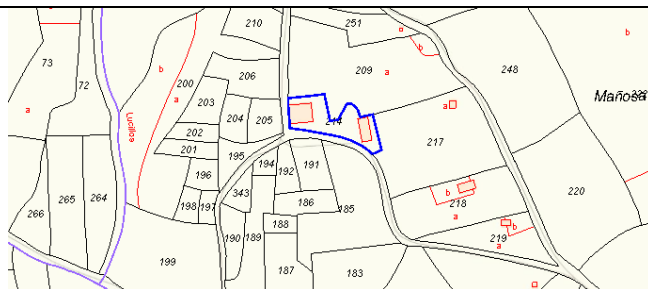 210
251
73
b
b
b
72
209
a
248
206
200
a
203
a
Mañosa
a
204
205
214
Lucillos
202
217
201
195
194
191
196
192
220
343
b
266
265
264
198
197
186
185
218
a
188
b
190
189
219
a
199
187
183